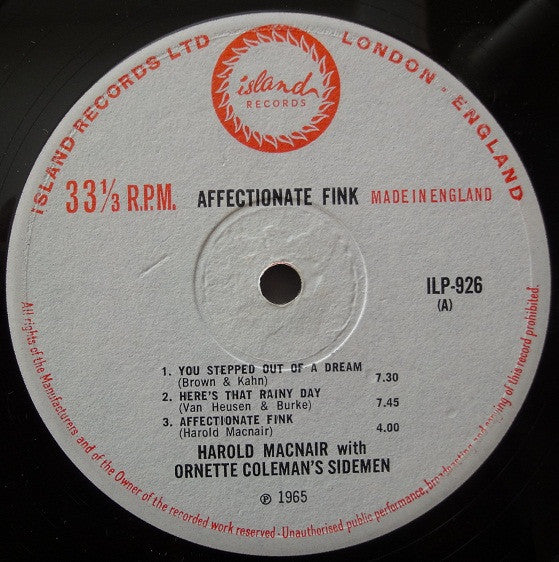 ISLAND RECORDS LTD
LONDON - ENGLAND
island
RECORDS
33 1/3 R.P.M.
AFFECTIONATE FINK
MADE IN ENGLAND
ILP-926
(A)
1. YOU STEPPED OUT OF A DREAM
(Brown & Kahn) 7.30
2. HERE'S THAT RAINY DAY
(Van Heusen & Burke) 7.45
3. AFFECTIONATE FINK
(Harold Macnair) 4.00
HAROLD MACNAIR with
ORNETTE COLEMAN'S SIDEMEN
℗ 1965
All rights of the Manufacturers and of the Owner of the recorded work reserved - Unauthorised public performance, broadcasting and copying of this record prohibited.